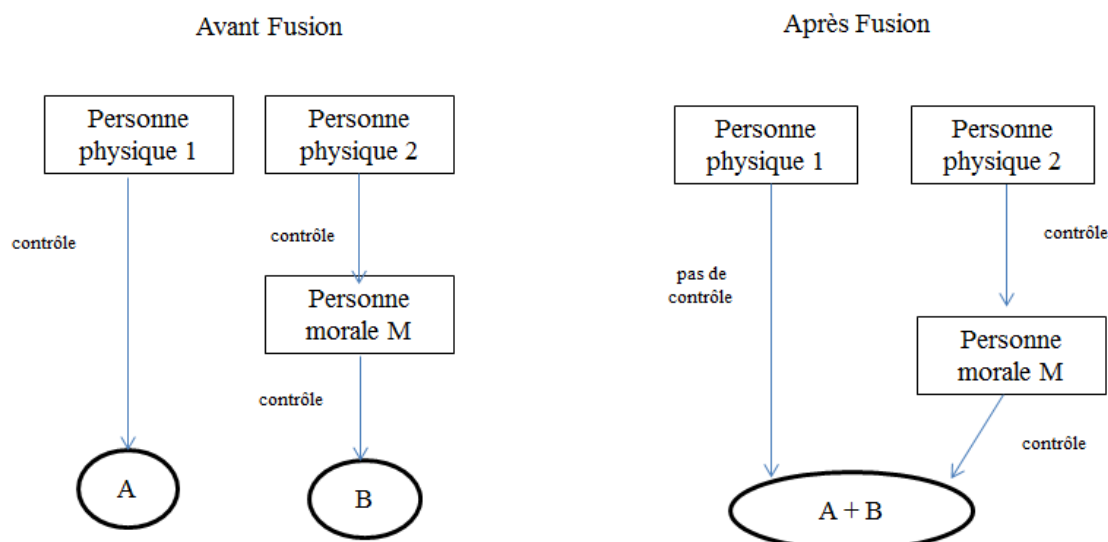 Avant Fusion
Personne
physique 1
Personne
physique 2
contrôle
contrôle
Personne
morale M
contrôle
A
B
Après Fusion
Personne
physique 1
Personne
physique 2
contrôle
pas de
contrôle
Personne
morale M
contrôle
A + B